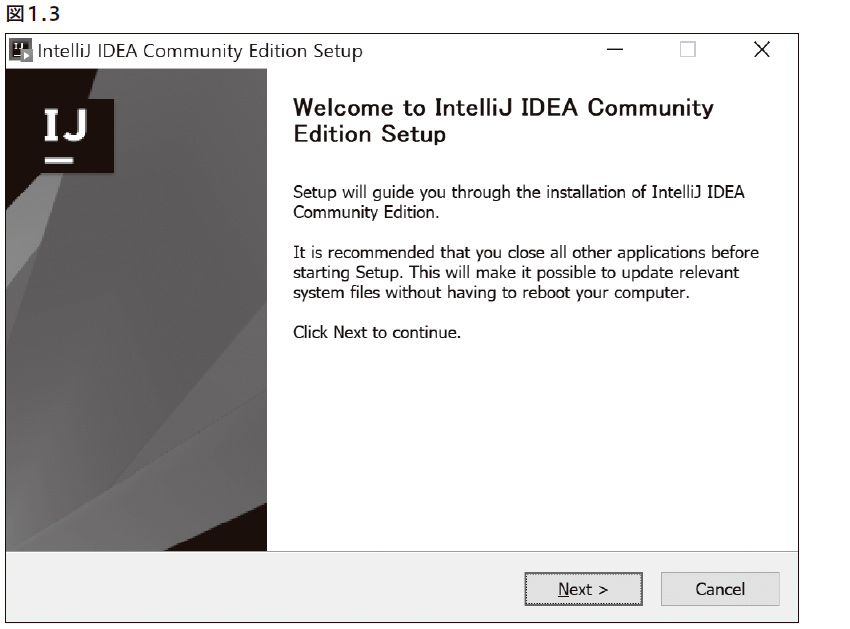 図1.3
IntelliJ IDEA Community Edition Setup
IJ
Welcome to IntelliJ IDEA Community
Edition Setup
Setup will guide you through the installation of IntelliJ IDEA
Community Edition.
It is recommended that you close all other applications before
starting Setup. This will make it possible to update relevant
system files without having to reboot your computer.
Click Next to continue.
Next >
Cancel